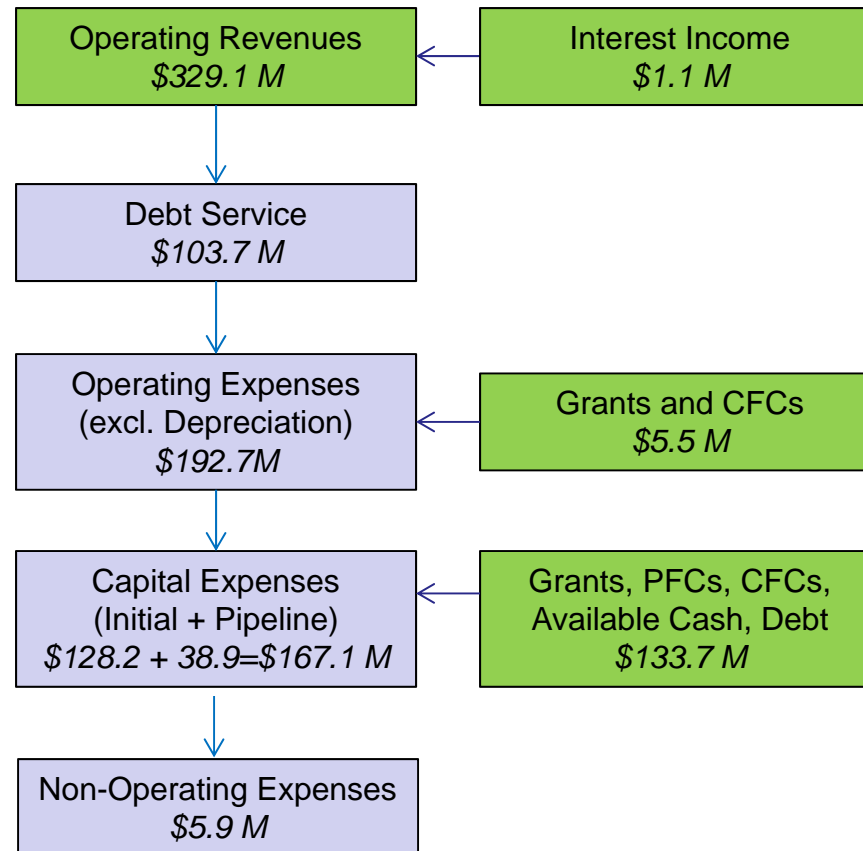 Operating Revenues
$329.1 M
Interest Income
$1.1 M
Debt Service
$103.7 M
Operating Expenses
(excl. Depreciation)
$192.7M
Grants and CFCs
$5.5 M
Capital Expenses
(Initial + Pipeline)
$128.2 + 38.9=$167.1 M
Grants, PFCs, CFCs,
Available Cash, Debt
$133.7 M
Non-Operating Expenses
$5.9 M